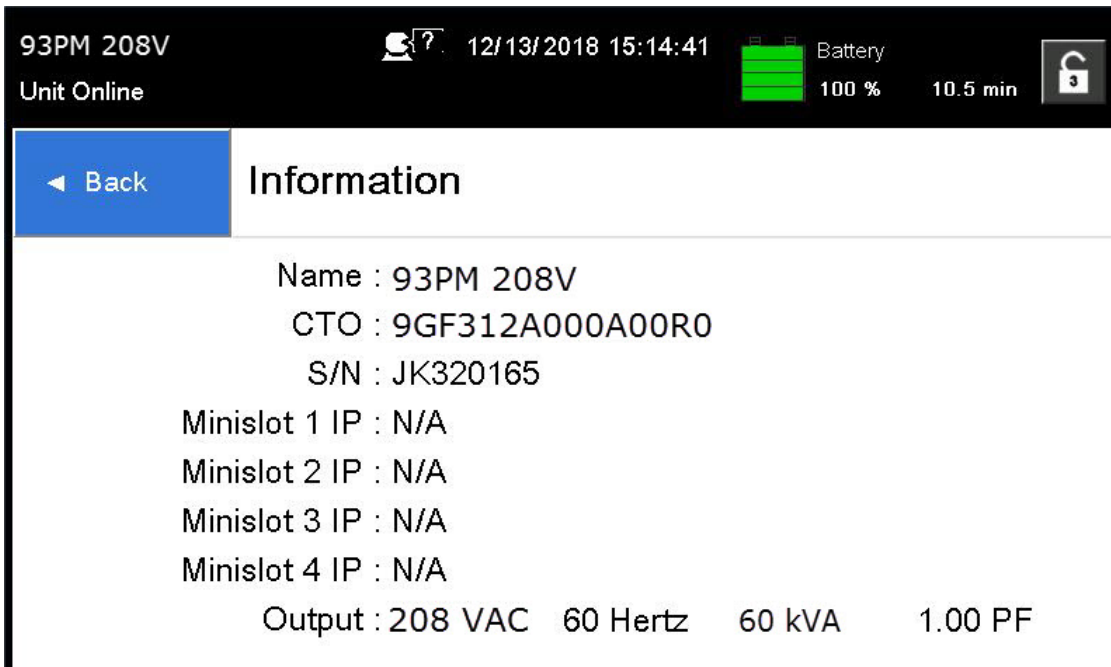 93PM 208V ? 12/13/2018 15:14:41 Battery
Unit Online 100 % 10.5 min 3
◄ Back Information
Name : 93PM 208V
CTO : 9GF312A000A00R0
S/N : JK320165
Minislot 1 IP : N/A
Minislot 2 IP : N/A
Minislot 3 IP : N/A
Minislot 4 IP : N/A
Output : 208 VAC 60 Hertz 60 kVA 1.00 PF